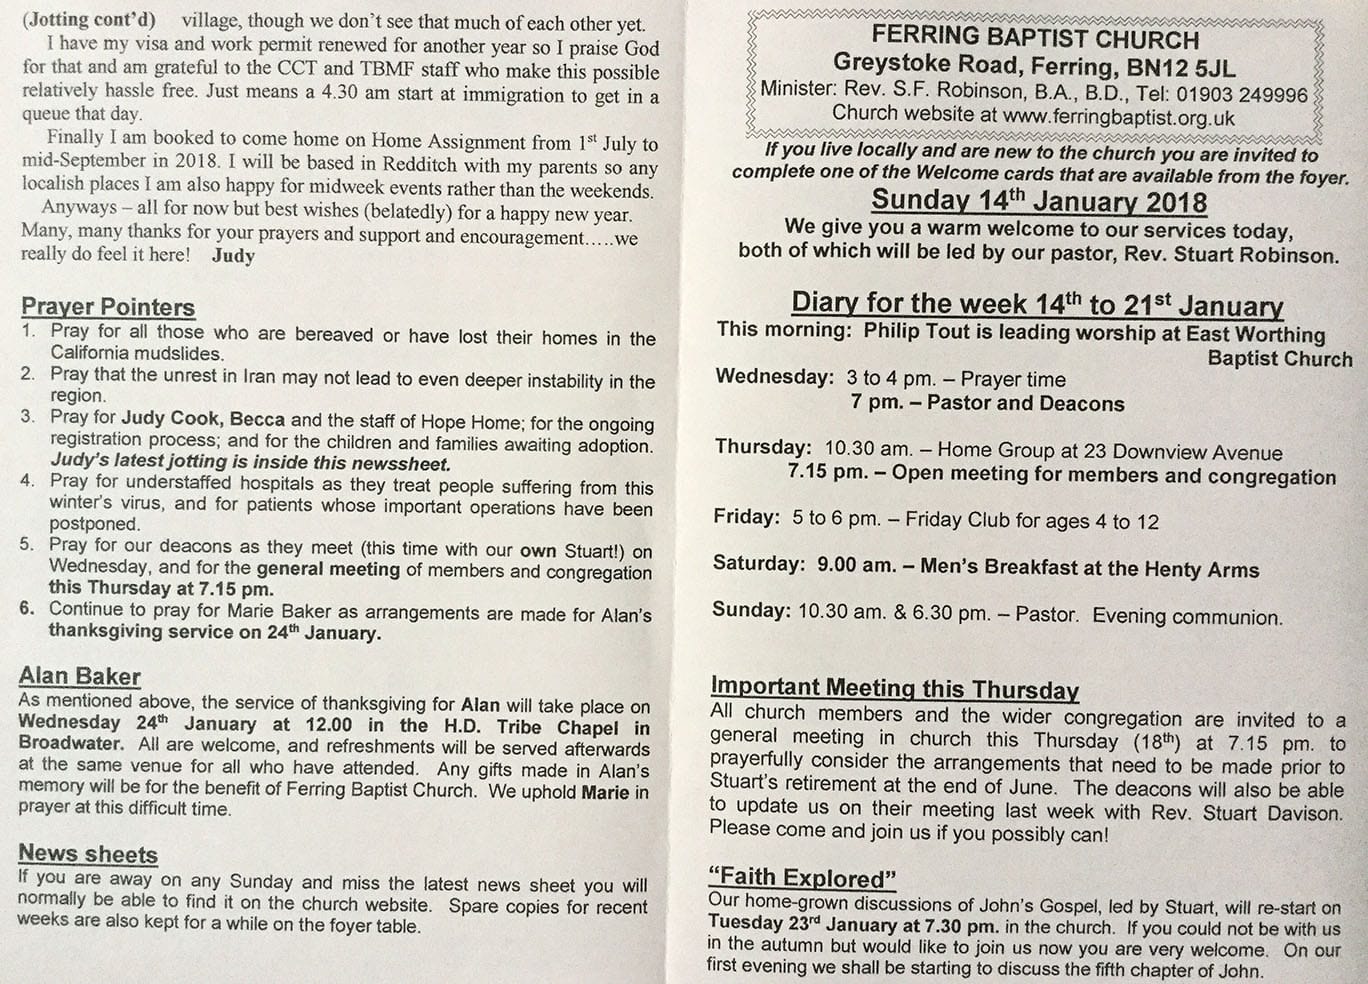 (Jotting cont'd) village, though we don't see that much of each other yet.
I have my visa and work permit renewed for another year so I praise God
for that and am grateful to the CCT and TBMF staff who make this possible
relatively hassle free. Just means a 4.30 am start at immigration to get in a
queue that day.
Finally I am booked to come home on Home Assignment from 1st July to
mid-September in 2018. I will be based in Redditch with my parents so any
localish places I am also happy for midweek events rather than the weekends.
Anyways – all for now but best wishes (belatedly) for a happy new year.
Many, many thanks for your prayers and support and encouragement…..we
really do feel it here! Judy
Prayer Pointers
1. Pray for all those who are bereaved or have lost their homes in the
California mudslides.
2. Pray that the unrest in Iran may not lead to even deeper instability in the
region.
3. Pray for Judy Cook, Becca and the staff of Hope Home; for the ongoing
registration process; and for the children and families awaiting adoption.
Judy's latest jotting is inside this newssheet.
4. Pray for understaffed hospitals as they treat people suffering from this
winter's virus, and for patients whose important operations have been
postponed.
5. Pray for our deacons as they meet (this time with our own Stuart!) on
Wednesday, and for the general meeting of members and congregation
this Thursday at 7.15 pm.
6. Continue to pray for Marie Baker as arrangements are made for Alan's
thanksgiving service on 24th January.
Alan Baker
As mentioned above, the service of thanksgiving for Alan will take place on
Wednesday 24th January at 12.00 in the H.D. Tribe Chapel in
Broadwater. All are welcome, and refreshments will be served afterwards
at the same venue for all who have attended. Any gifts made in Alan's
memory will be for the benefit of Ferring Baptist Church. We uphold Marie in
prayer at this difficult time.
News sheets
If you are away on any Sunday and miss the latest news sheet you will
normally be able to find it on the church website. Spare copies for recent
weeks are also kept for a while on the foyer table.
FERRING BAPTIST CHURCH
Greystoke Road, Ferring, BN12 5JL
Minister: Rev. S.F. Robinson, B.A., B.D., Tel: 01903 249996
Church website at www.ferringbaptist.org.uk
If you live locally and are new to the church you are invited to
complete one of the Welcome cards that are available from the foyer.
Sunday 14th January 2018
We give you a warm welcome to our services today,
both of which will be led by our pastor, Rev. Stuart Robinson.
Diary for the week 14th to 21st January
This morning: Philip Tout is leading worship at East Worthing
Baptist Church
Wednesday: 3 to 4 pm. – Prayer time
7 pm. – Pastor and Deacons
Thursday: 10.30 am. – Home Group at 23 Downview Avenue
7.15 pm. – Open meeting for members and congregation
Friday: 5 to 6 pm. – Friday Club for ages 4 to 12
Saturday: 9.00 am. – Men's Breakfast at the Henty Arms
Sunday: 10.30 am. & 6.30 pm. – Pastor. Evening communion.
Important Meeting this Thursday
All church members and the wider congregation are invited to a
general meeting in church this Thursday (18th) at 7.15 pm. to
prayerfully consider the arrangements that need to be made prior to
Stuart's retirement at the end of June. The deacons will also be able
to update us on their meeting last week with Rev. Stuart Davison.
Please come and join us if you possibly can!
"Faith Explored"
Our home-grown discussions of John's Gospel, led by Stuart, will re-start on
Tuesday 23rd January at 7.30 pm. in the church. If you could not be with us
in the autumn but would like to join us now you are very welcome. On our
first evening we shall be starting to discuss the fifth chapter of John.